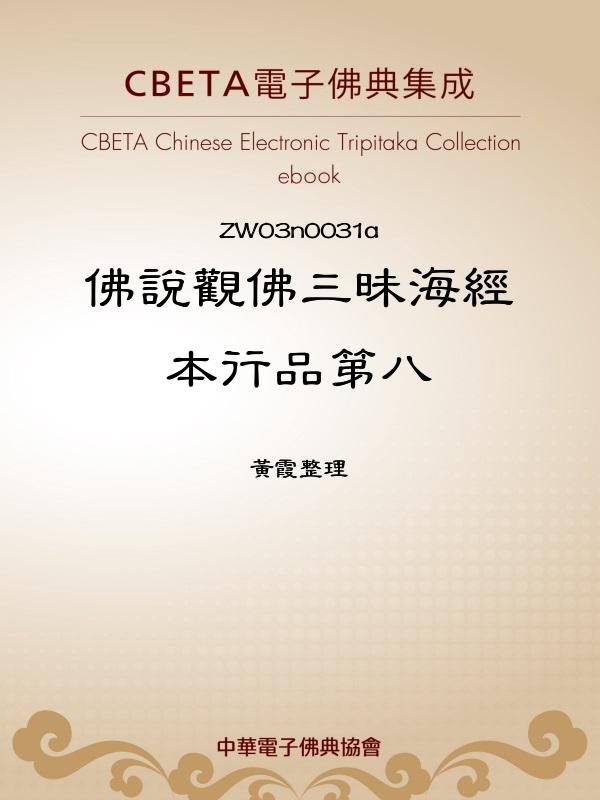 CBETA電子佛典集成
CBETA Chinese Electronic Tripitaka Collection
ebook
ZW03n0031a
佛說觀佛三昧海經
本行品第八
黃霞整理
中華電子佛典協會